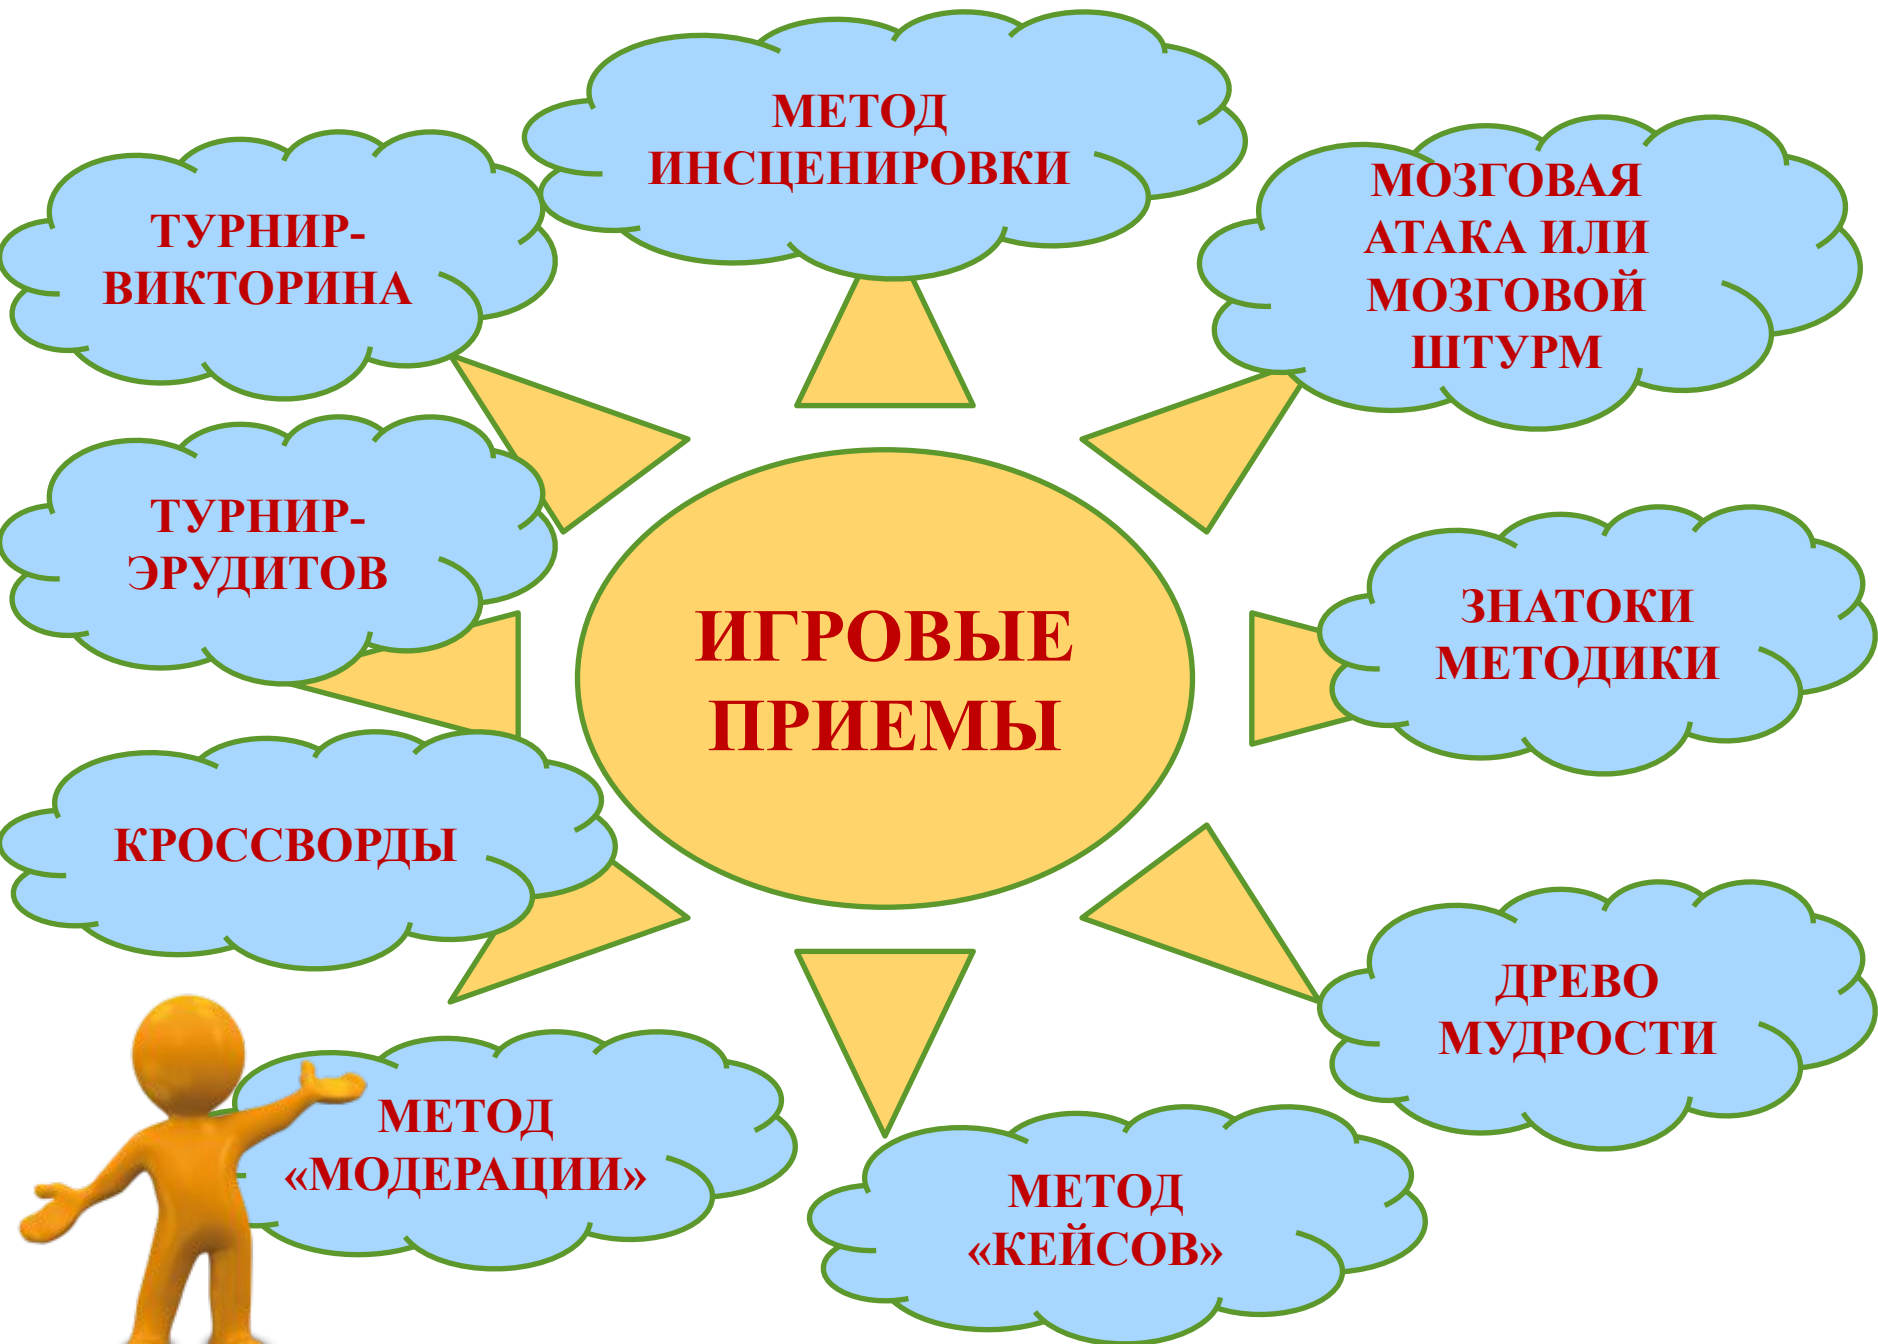 МЕТОД
ИНСЦЕНИРОВКИ
МОЗГОВАЯ
АТАКА ИЛИ
МОЗГОВОЙ
ШТУРМ
ТУРНИР-
ВИКТОРИНА
ТУРНИР-
ЭРУДИТОВ
ИГРОВЫЕ
ПРИЕМЫ
ЗНАТОКИ
МЕТОДИКИ
КРОССВОРДЫ
ДРЕВО
МУДРОСТИ
МЕТОД
«МОДЕРАЦИИ»
МЕТОД
«КЕЙСОВ»